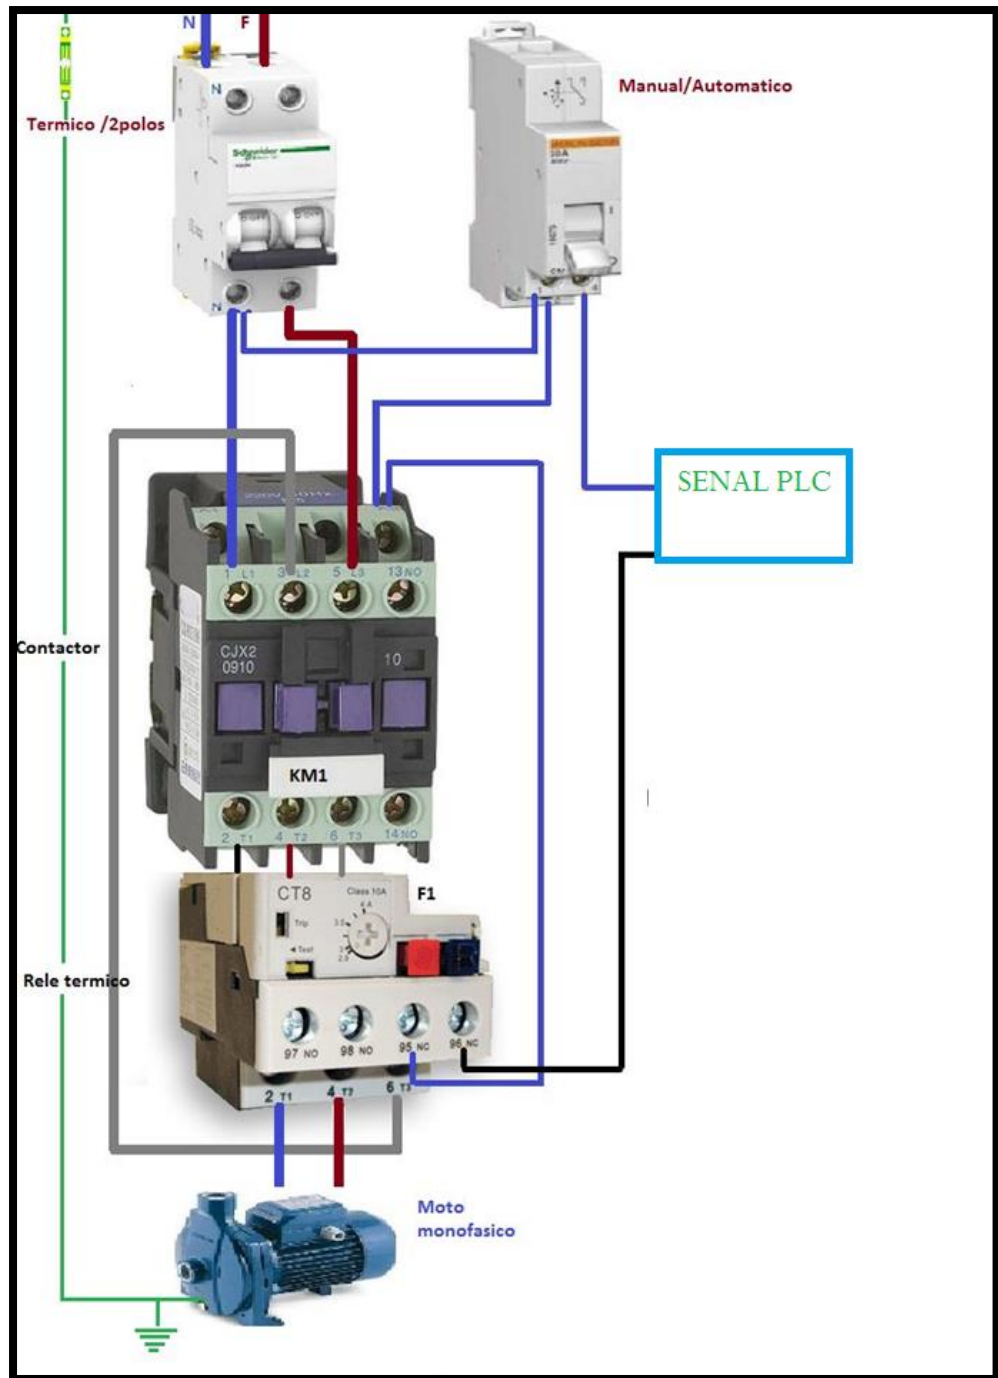 N F
Termico /2polos
Manual/Automatico
N
Schneider
N
SENAL PLC
1 L1 3 L2 5 L3 13 NO
Contactor
CJX2
0910
10
KM1
2 T1 4 T2 6 T3 14 NO
CT8
Class 10A
F1
Trip
Test
Rele termico
97 NO 98 NO 95 NC 96 NC
2 T1 4 T2 6 T3
Moto
monofasico